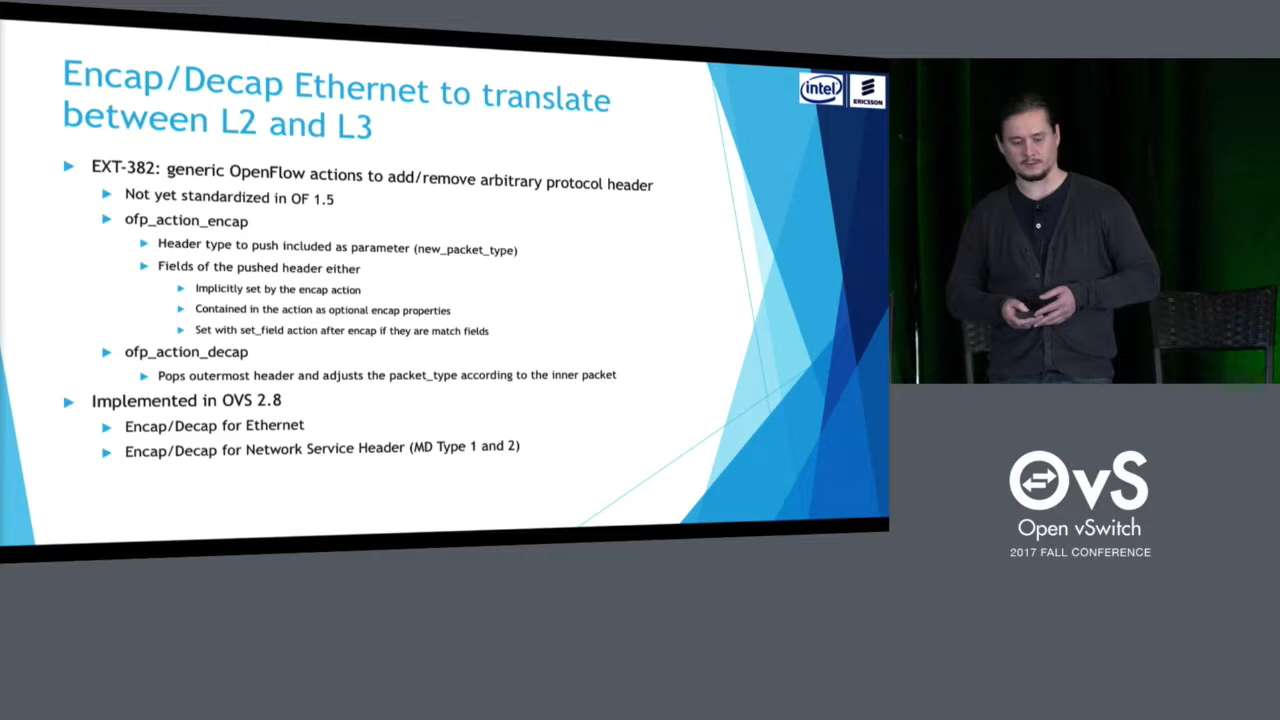 Encap/Decap Ethernet to translate
between L2 and L3
intel
ERICSSON
EXT-382: generic OpenFlow actions to add/remove arbitrary protocol header
Not yet standardized in OF 1.5
ofp_action_encap
Header type to push included as parameter (new_packet_type)
Fields of the pushed header either
Implicitly set by the encap action
Contained in the action as optional encap properties
Set with set_field action after encap if they are match fields
ofp_action_decap
Pops outermost header and adjusts the packet_type according to the inner packet
Implemented in OVS 2.8
Encap/Decap for Ethernet
Encap/Decap for Network Service Header (MD Type 1 and 2)
OvS
Open vSwitch
2017 FALL CONFERENCE